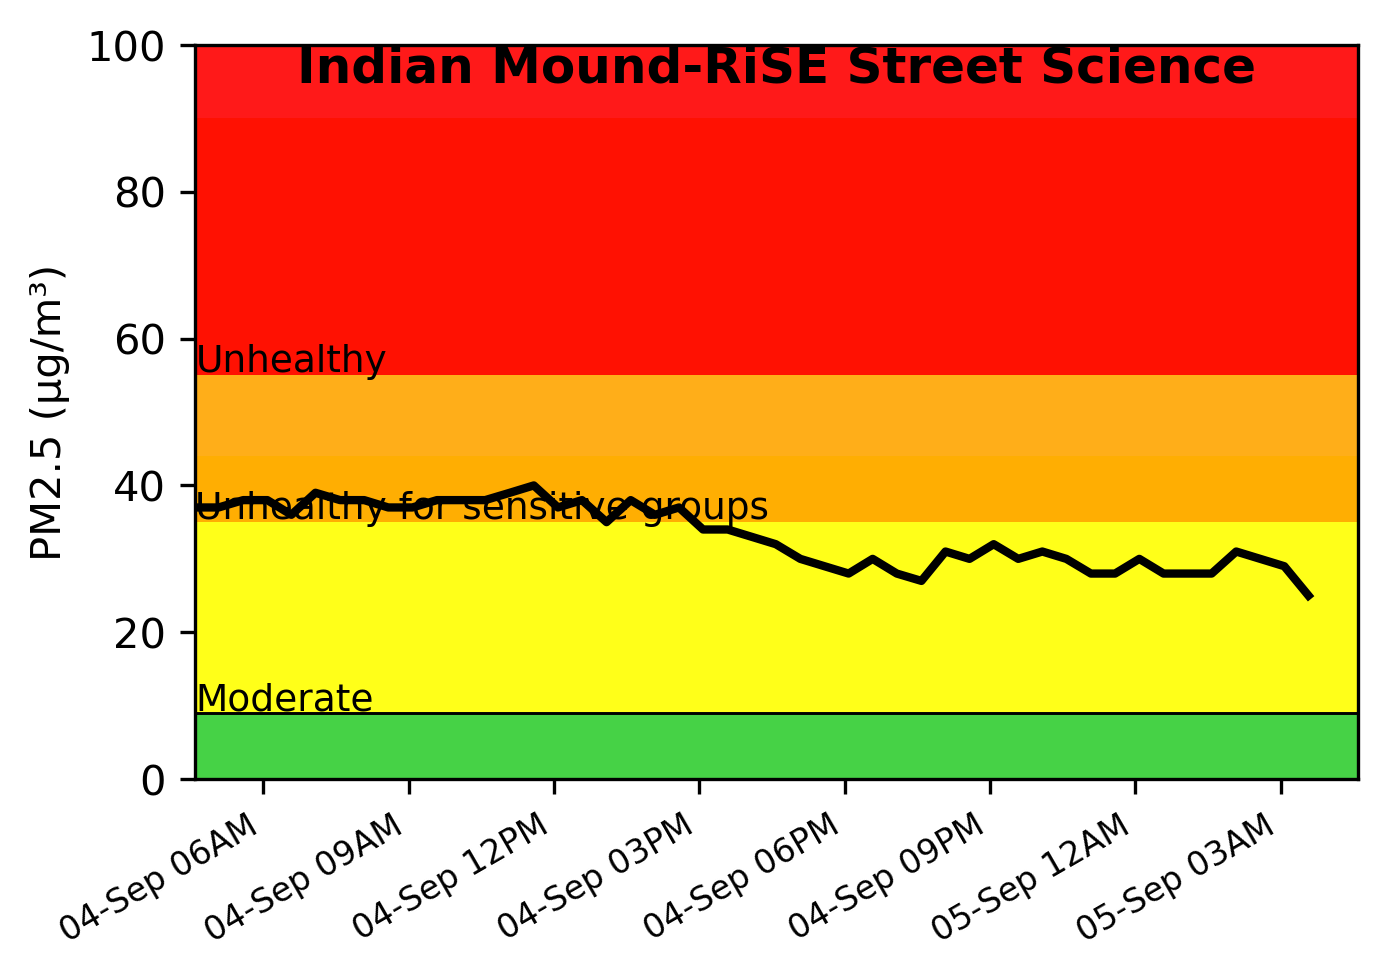 Indian Mound-RiSE Street Science
PM2.5 (µg/m³)
100
80
60
40
20
0
Unhealthy
Unhealthy for sensitive groups
Moderate
04-Sep 06AM
04-Sep 09AM
04-Sep 12PM
04-Sep 03PM
04-Sep 06PM
04-Sep 09PM
05-Sep 12AM
05-Sep 03AM